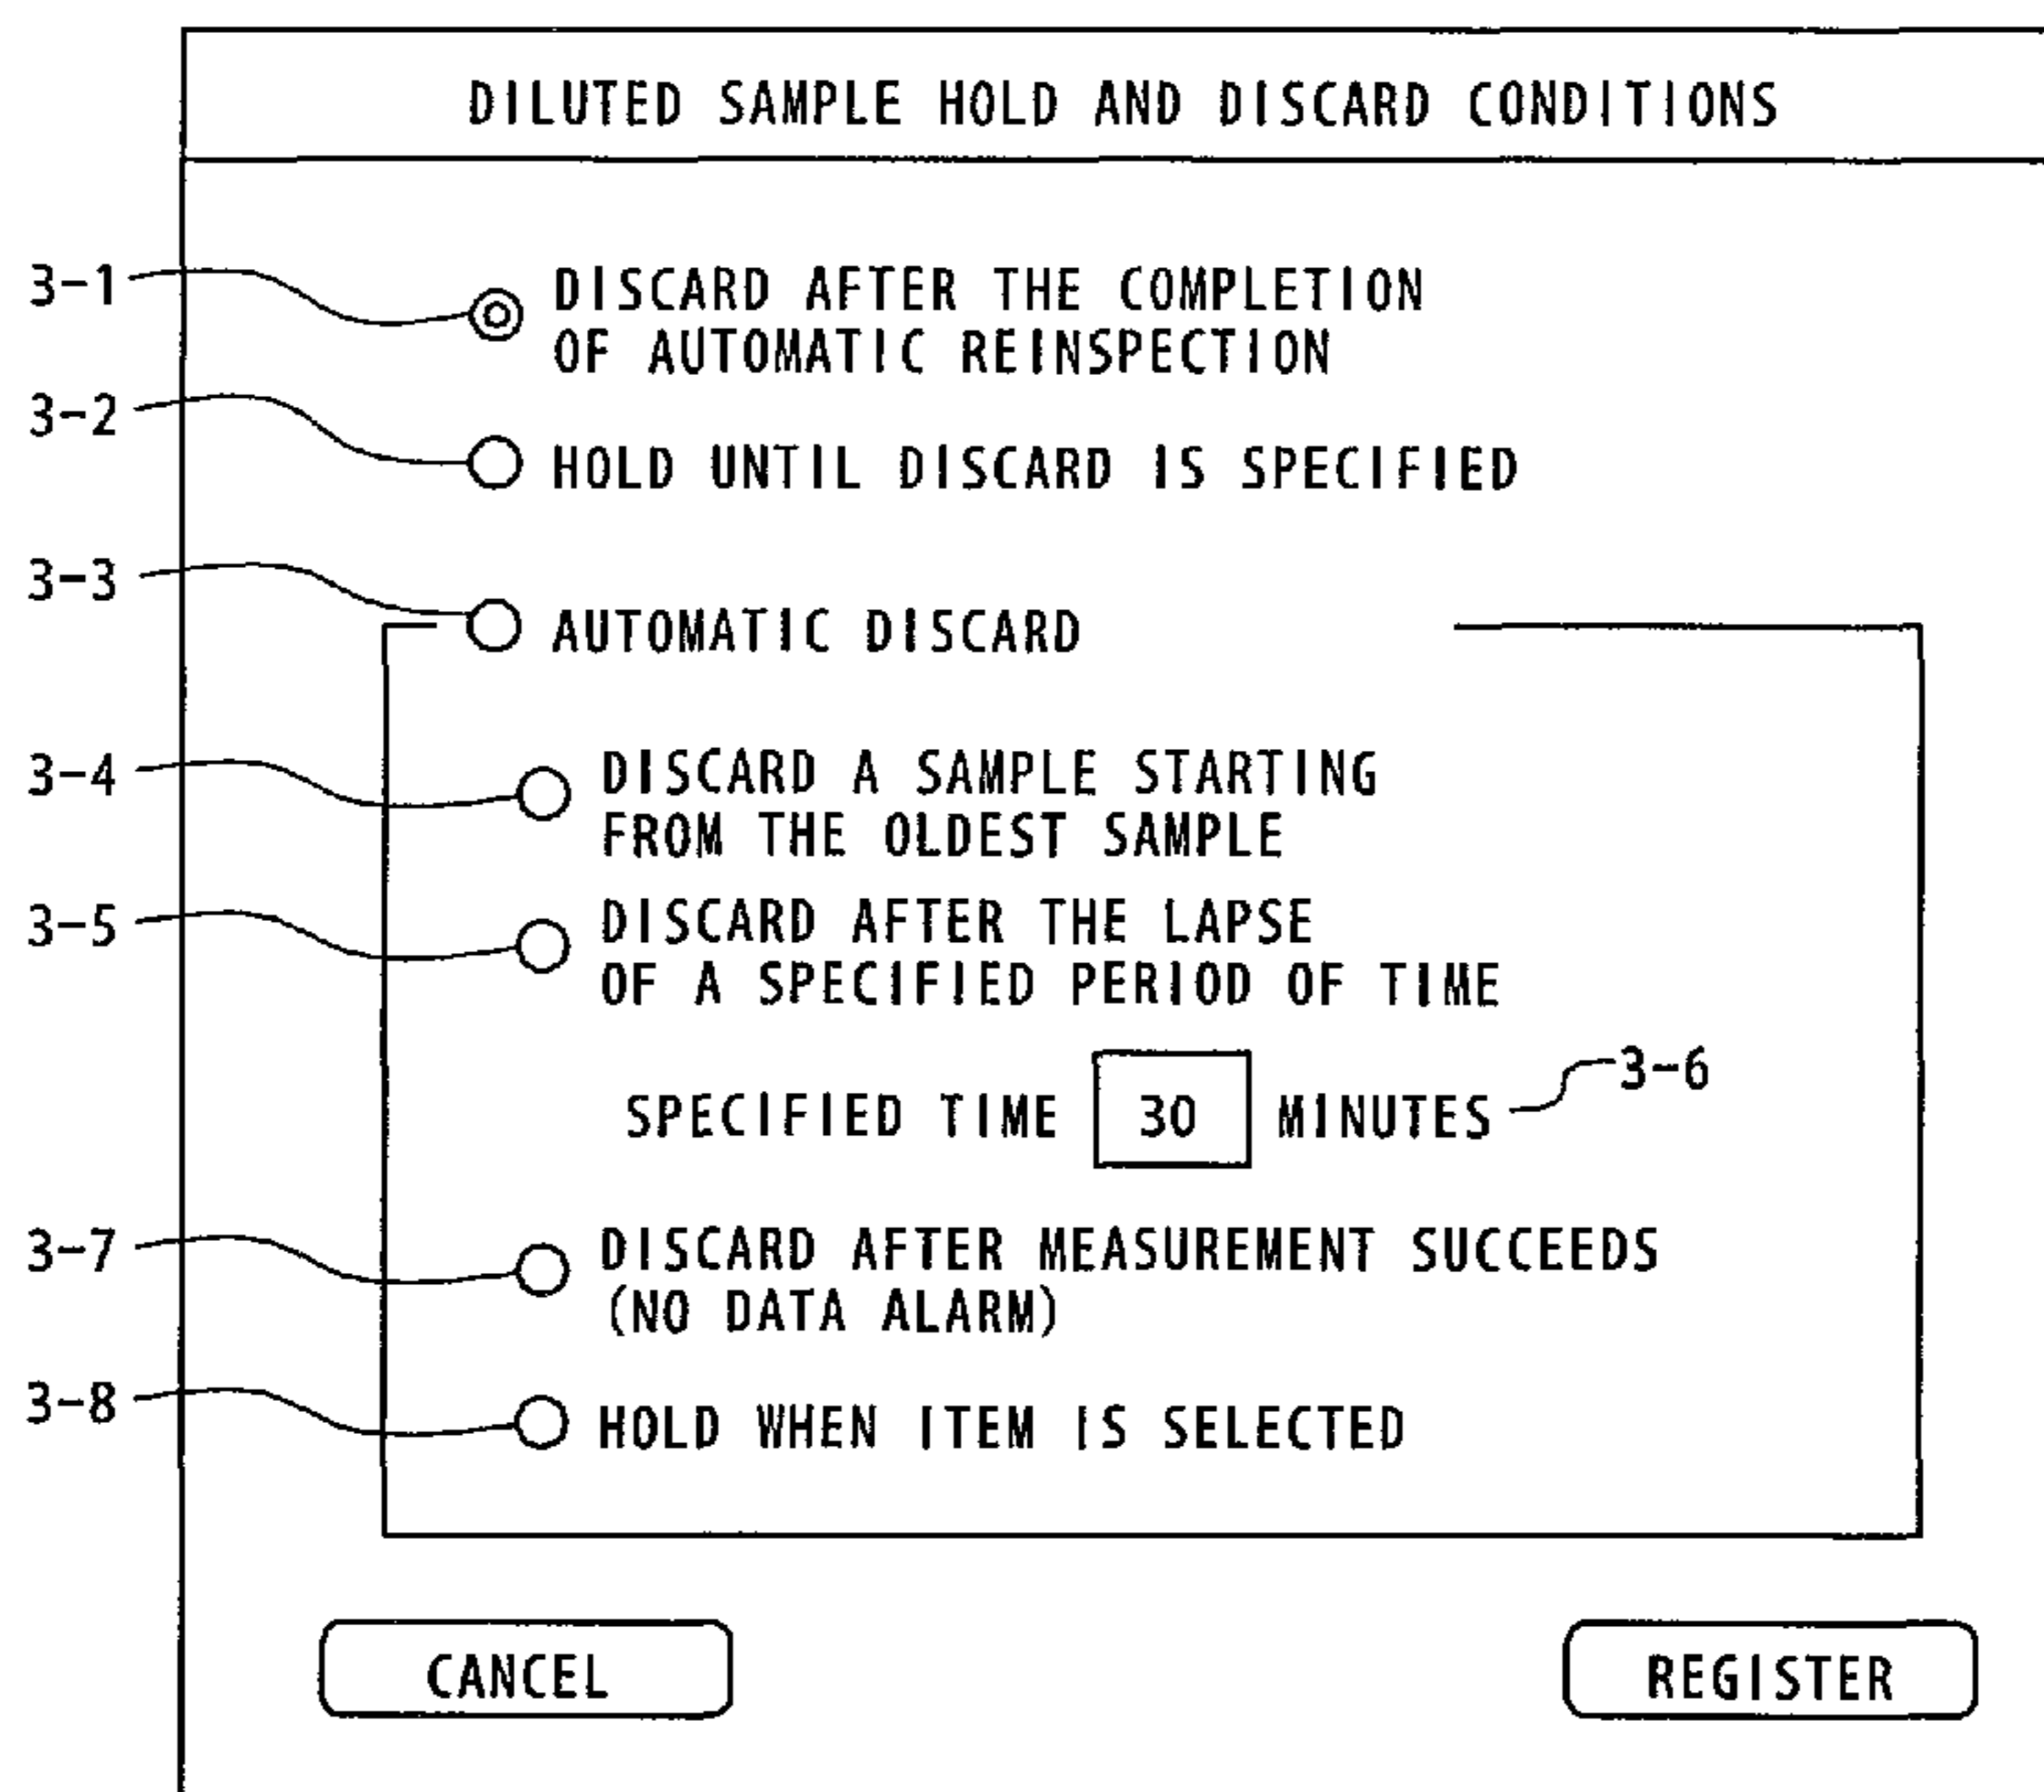 DILUTED SAMPLE HOLD AND DISCARD CONDITIONS
3-1
DISCARD AFTER THE COMPLETION
OF AUTOMATIC REINSPECTION
3-2
HOLD UNTIL DISCARD IS SPECIFIED
3-3
AUTOMATIC DISCARD
3-4
DISCARD A SAMPLE STARTING
FROM THE OLDEST SAMPLE
3-5
DISCARD AFTER THE LAPSE
OF A SPECIFIED PERIOD OF TIME
SPECIFIED TIME 30 MINUTES
3-6
3-7
DISCARD AFTER MEASUREMENT SUCCEEDS
(NO DATA ALARM)
3-8
HOLD WHEN ITEM IS SELECTED
CANCEL
REGISTER